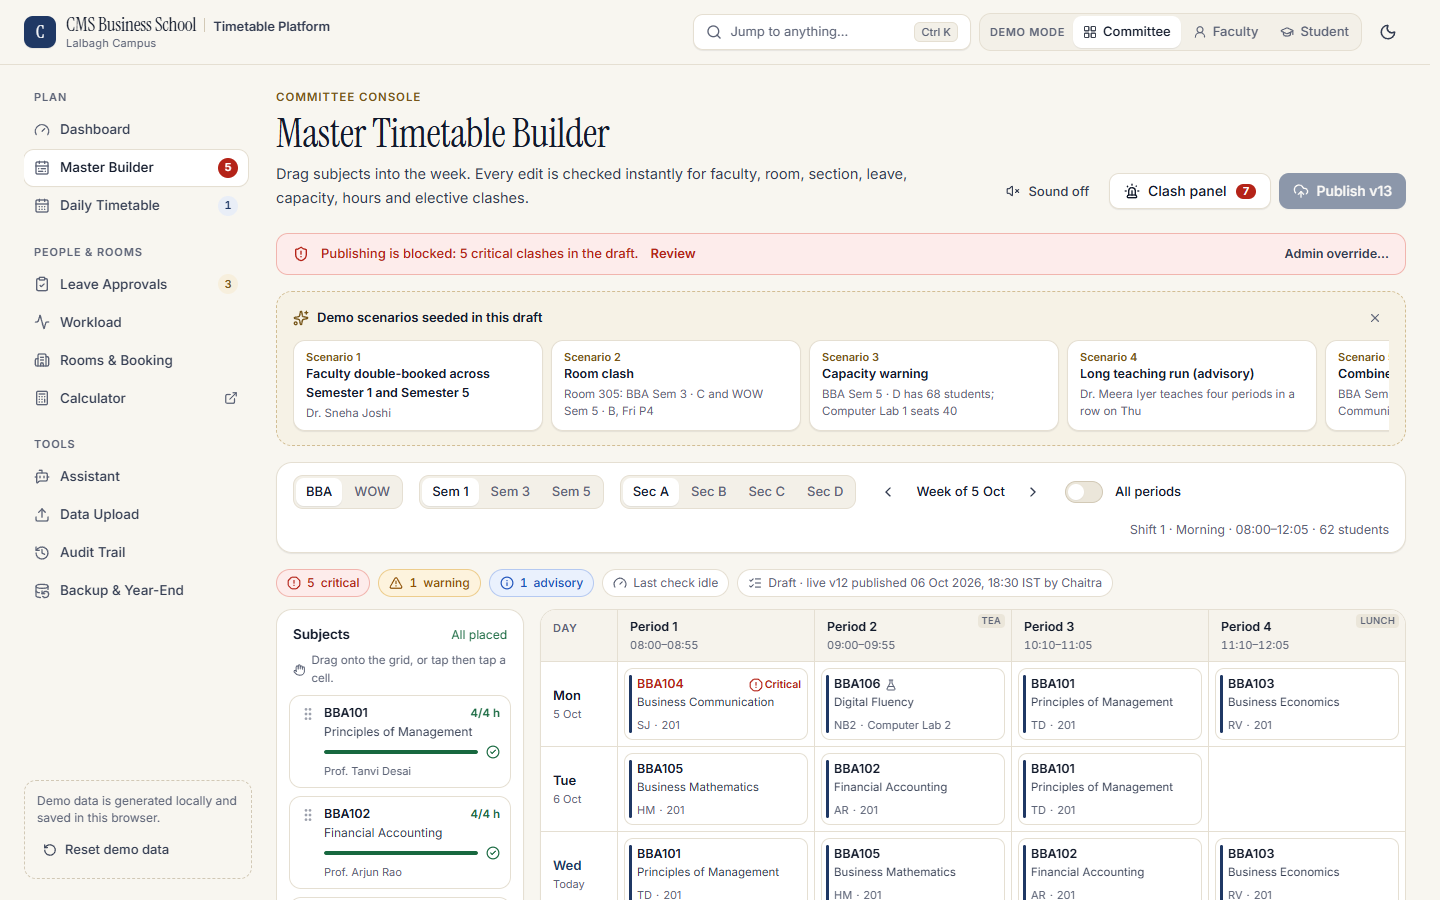 C
CMS Business School
Timetable Platform
Lalbagh Campus
Jump to anything...
Ctrl K
DEMO MODE
Committee
Faculty
Student
PLAN
Dashboard
Master Builder
5
Daily Timetable
1
PEOPLE & ROOMS
Leave Approvals
3
Workload
Rooms & Booking
Calculator
TOOLS
Assistant
Data Upload
Audit Trail
Backup & Year-End
Demo data is generated locally and
saved in this browser.
Reset demo data
COMMITTEE CONSOLE
Master Timetable Builder
Drag subjects into the week. Every edit is checked instantly for faculty, room, section, leave,
capacity, hours and elective clashes.
Sound off
Clash panel 7
Publish v13
Publishing is blocked: 5 critical clashes in the draft. Review
Admin override...
Demo scenarios seeded in this draft
Scenario 1
Faculty double-booked across
Semester 1 and Semester 5
Dr. Sneha Joshi
Scenario 2
Room clash
Room 305: BBA Sem 3 · C and WOW
Sem 5 · B, Fri P4
Scenario 3
Capacity warning
BBA Sem 5 · D has 68 students;
Computer Lab 1 seats 40
Scenario 4
Long teaching run (advisory)
Dr. Meera Iyer teaches four periods in a
row on Thu
Scenario
Combine
BBA Sem
Communi
BBA WOW
Sem 1 Sem 3 Sem 5
Sec A Sec B Sec C Sec D
Week of 5 Oct
All periods
Shift 1 · Morning · 08:00–12:05 · 62 students
5 critical
1 warning
1 advisory
Last check idle
Draft · live v12 published 06 Oct 2026, 18:30 IST by Chaitra
Subjects
All placed
Drag onto the grid, or tap then tap a
cell.
BBA101
4/4 h
Principles of Management
Prof. Tanvi Desai
BBA102
4/4 h
Financial Accounting
Prof. Arjun Rao
DAY
Period 1
08:00–08:55
Period 2
TEA
09:00–09:55
Period 3
10:10–11:05
Period 4
LUNCH
11:10–12:05
Mon
5 Oct
BBA104
Critical
Business Communication
SJ · 201
BBA106
Digital Fluency
NB2 · Computer Lab 2
BBA101
Principles of Management
TD · 201
BBA103
Business Economics
RV · 201
Tue
6 Oct
BBA105
Business Mathematics
HM · 201
BBA102
Financial Accounting
AR · 201
BBA101
Principles of Management
TD · 201
Wed
Today
BBA101
Principles of Management
TD · 201
BBA105
Business Mathematics
HM · 201
BBA102
Financial Accounting
AR · 201
BBA103
Business Economics
RV · 201